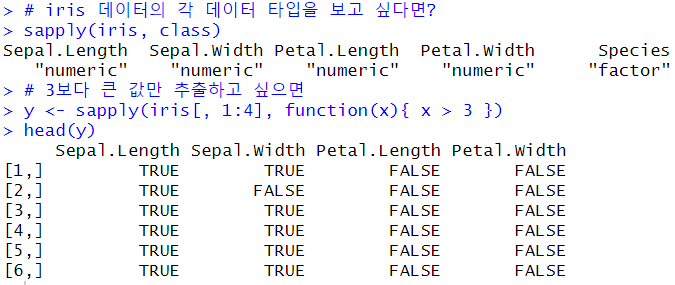 > # iris 데이터의 각 데이터 타입을 보고 싶다면?
> sapply(iris, class)
Sepal.Length  Sepal.Width Petal.Length  Petal.Width      Species
   "numeric"    "numeric"    "numeric"    "numeric"     "factor"
> # 3보다 큰 값만 추출하고 싶으면
> y <- sapply(iris[, 1:4], function(x){ x > 3 })
> head(y)
     Sepal.Length Sepal.Width Petal.Length Petal.Width
[1,]         TRUE        TRUE        FALSE       FALSE
[2,]         TRUE       FALSE        FALSE       FALSE
[3,]         TRUE        TRUE        FALSE       FALSE
[4,]         TRUE        TRUE        FALSE       FALSE
[5,]         TRUE        TRUE        FALSE       FALSE
[6,]         TRUE        TRUE        FALSE       FALSE